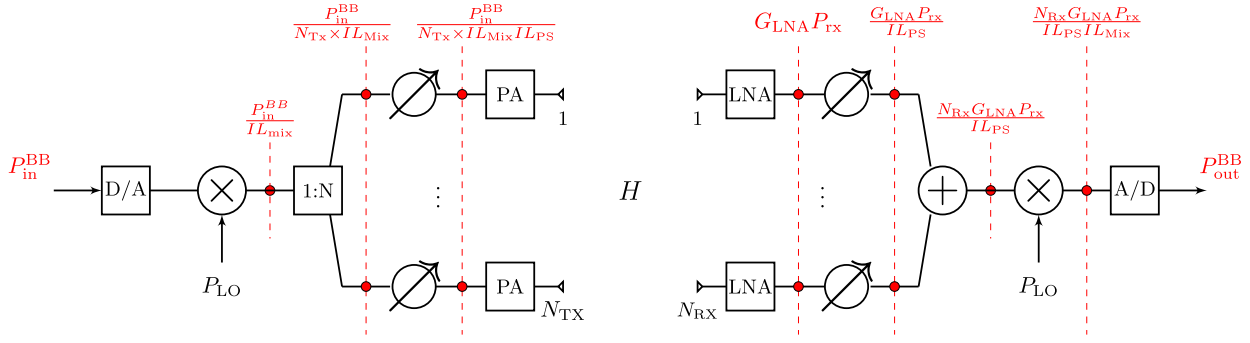 P_in^BB / N_Tx×IL_Mix
P_in^BB / N_Tx×IL_Mix IL_PS
G_LNA P_rx
G_LNA P_rx / IL_PS
N_Rx G_LNA P_rx / IL_PS IL_Mix
P_in^BB / IL_mix
N_Rx G_LNA P_rx / IL_PS
PA
1
LNA
1
P_in^BB
D/A
1:N
H
A/D
P_out^BB
P_LO
P_LO
PA
N_TX
LNA
N_RX